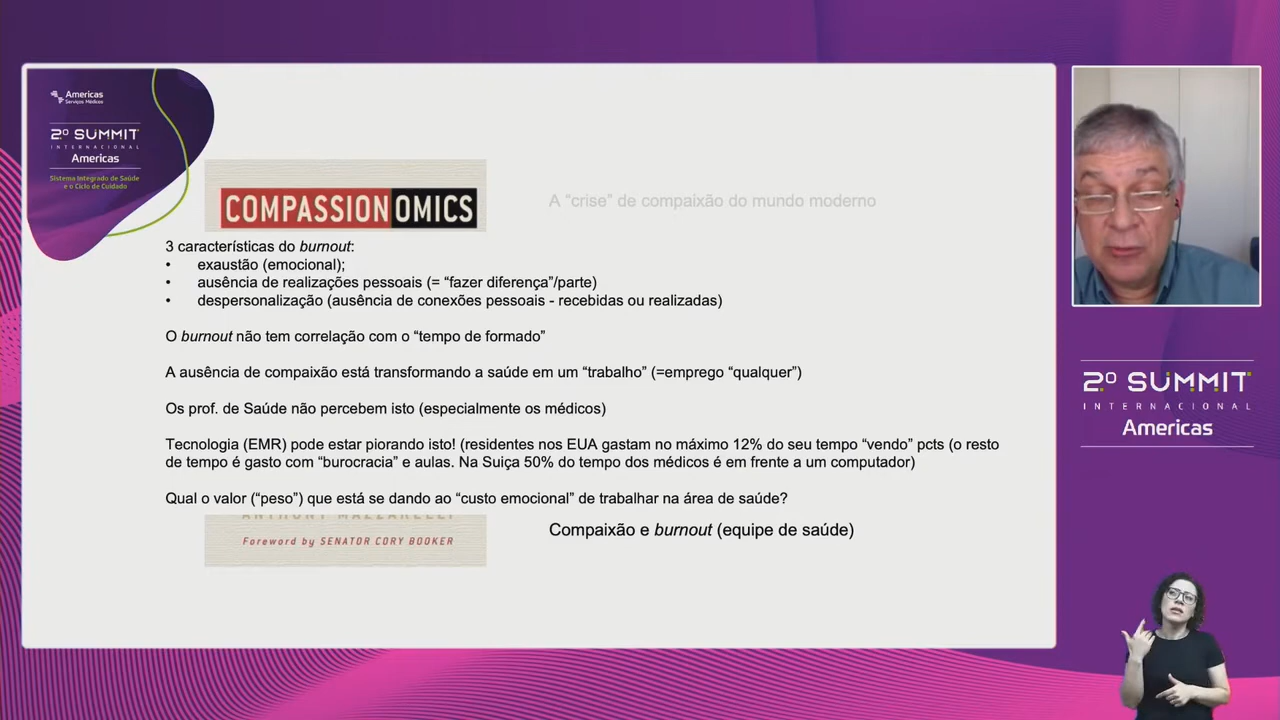 Americas
Serviços Médicos
2º SUMMIT
INTERNACIONAL
Americas
Sistema Integrado de Saúde
e o Ciclo de Cuidado
COMPASSIONOMICS
A “crise” de compaixão do mundo moderno
3 características do burnout:
• exaustão (emocional);
• ausência de realizações pessoais (= “fazer diferença”/parte)
• despersonalização (ausência de conexões pessoais - recebidas ou realizadas)
O burnout não tem correlação com o “tempo de formado”
A ausência de compaixão está transformando a saúde em um “trabalho” (=emprego “qualquer”)
Os prof. de Saúde não percebem isto (especialmente os médicos)
Tecnologia (EMR) pode estar piorando isto! (residentes nos EUA gastam no máximo 12% do seu tempo “vendo” pcts (o resto
de tempo é gasto com “burocracia” e aulas. Na Suiça 50% do tempo dos médicos é em frente a um computador)
Qual o valor (“peso”) que está se dando ao “custo emocional” de trabalhar na área de saúde?
ANTHONY MAZZARELLI
Foreword by SENATOR CORY BOOKER
Compaixão e burnout (equipe de saúde)
2º SUMMIT
INTERNACIONAL
Americas